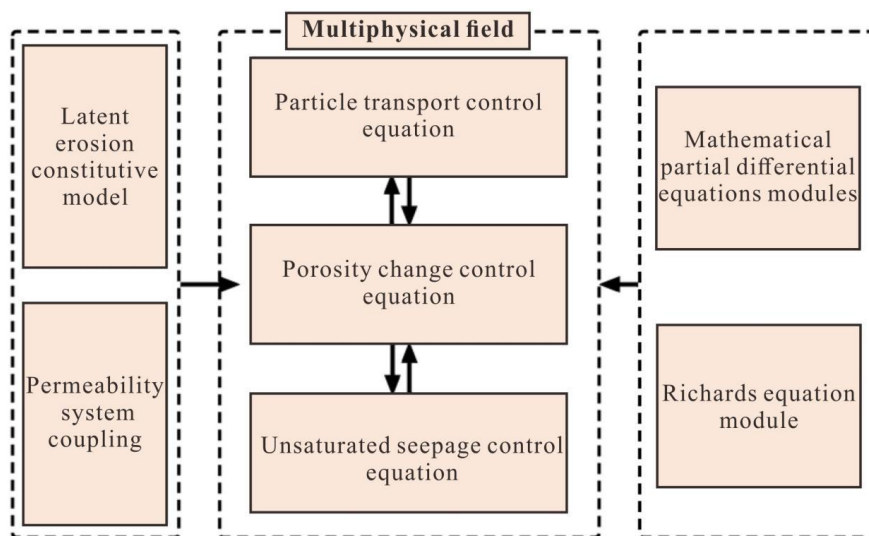 Multiphysical field
Latent
erosion
constitutive
model
Permeability
system
coupling
Particle transport control
equation
Porosity change control
equation
Unsaturated seepage control
equation
Mathematical
partial differential
equations modules
Richards equation
module